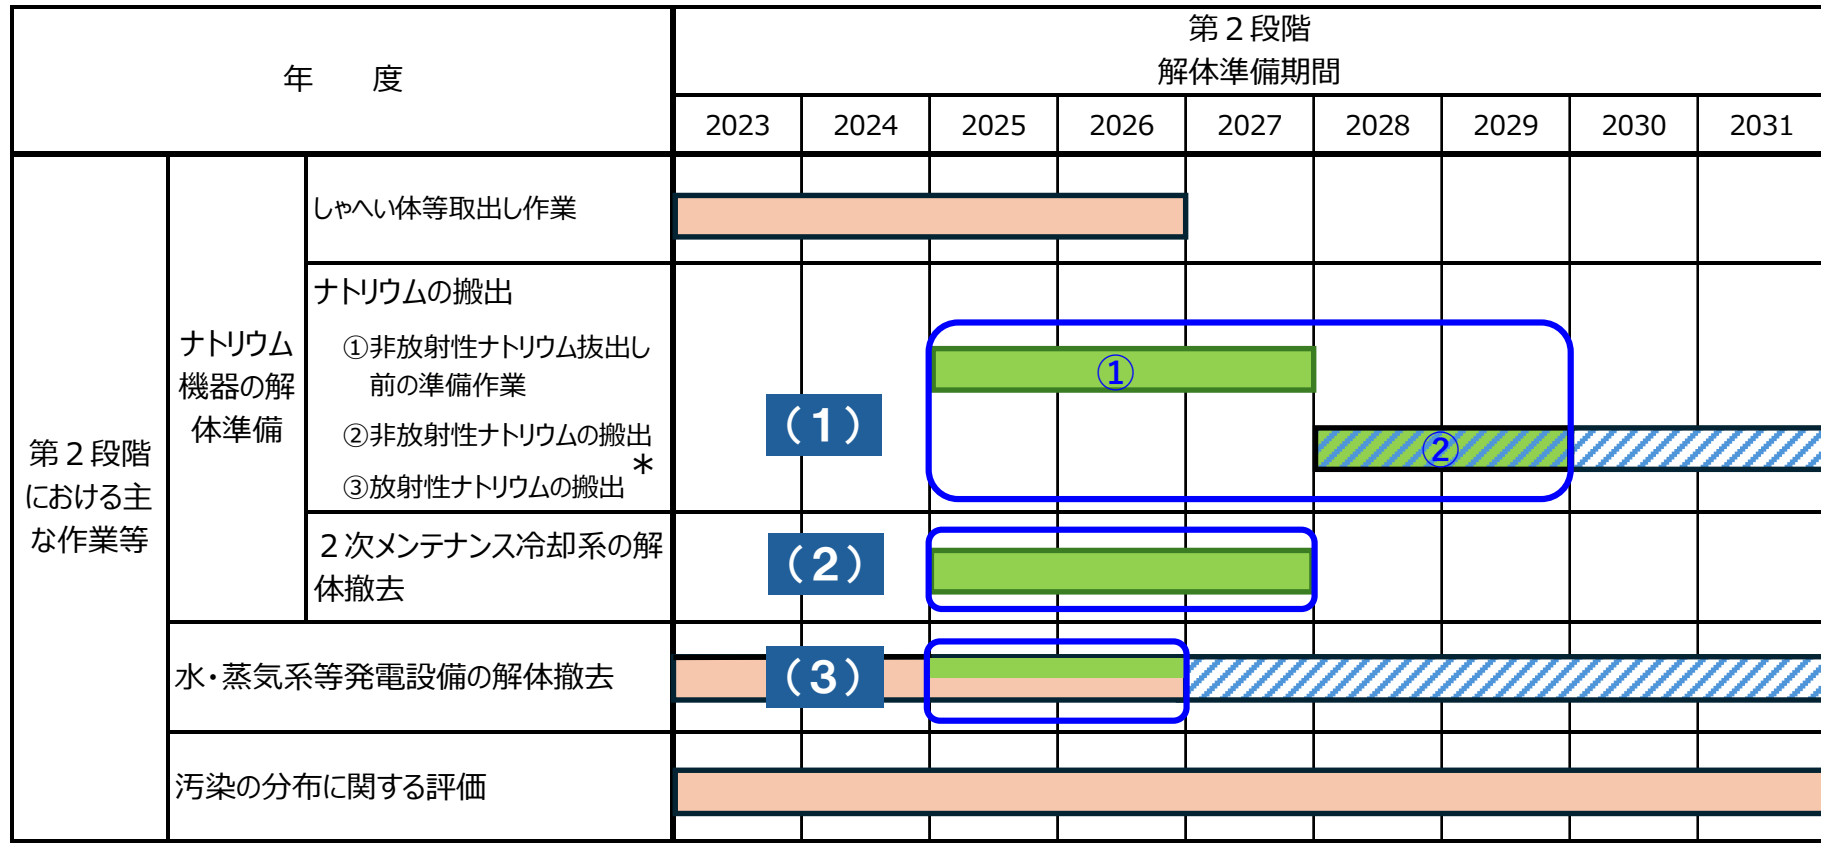 年　度
第２段階
解体準備期間
2023 2024 2025 2026 2027 2028 2029 2030 2031
第２段階
における主
な作業等
ナトリウム
機器の解
体準備
しゃへい体等取出し作業
ナトリウムの搬出
①非放射性ナトリウム抜出し
前の準備作業
②非放射性ナトリウムの搬出
③放射性ナトリウムの搬出*
（1）
①
②
２次メンテナンス冷却系の解
体撤去
（2）
水・蒸気系等発電設備の解体撤去
（3）
汚染の分布に関する評価